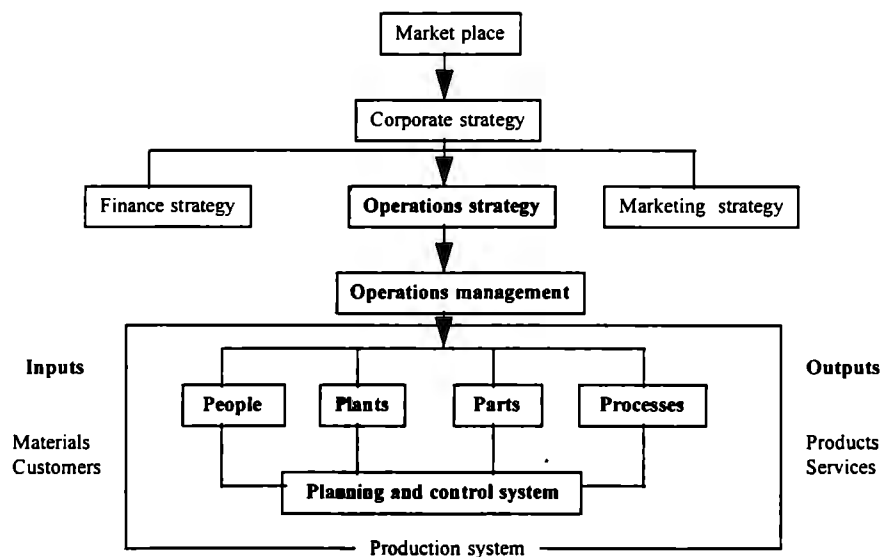 Market place
Corporate strategy
Finance strategy
Operations strategy
Marketing strategy
Operations management
Inputs
Outputs
People
Plants
Parts
Processes
Materials
Customers
Products
Services
Planning and control system
Production system